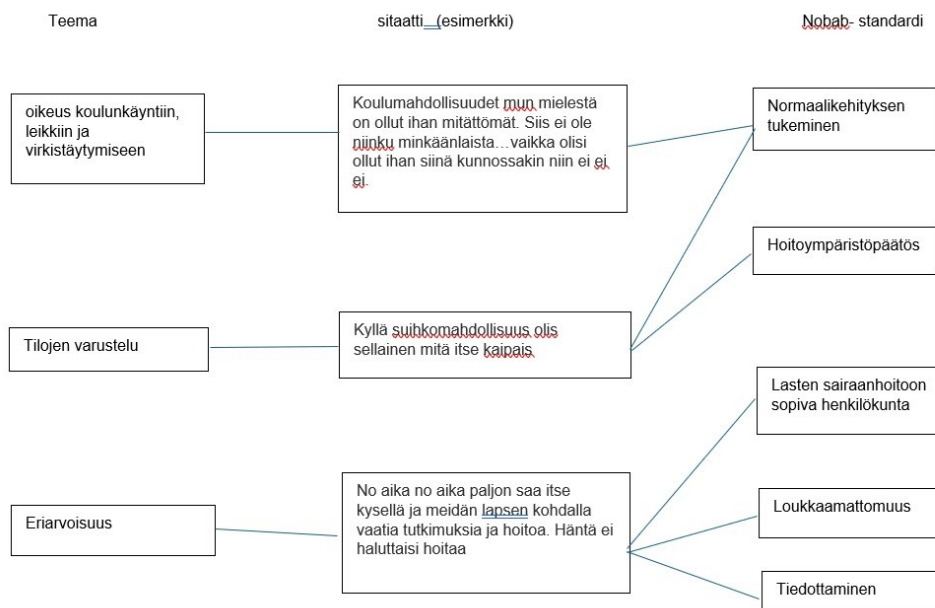 Teema
sitaatti (esimerkki)
Nobab- standardi
oikeus koulunkäyntiin,
leikkiin ja
virkistäytymiseen
Koulumahdollisuudet mun mielestä
on ollut ihan mitättömät. Siis ei ole
niinku minkäänlaista…vaikka olisi
ollut ihan siinä kunnossakin niin ei ei
ei.
Normaalikehityksen
tukeminen
Hoitoympäristöpäätös
Tilojen varustelu
Kyllä suihkomahdollisuus olis
sellainen mitä itse kaipais
Lasten sairaanhoitoon
sopiva henkilökunta
Eriarvoisuus
No aika no aika paljon saa itse
kysellä ja meidän lapsen kohdalla
vaatia tutkimuksia ja hoitoa. Häntä ei
haluttaisi hoitaa
Loukkaamattomuus
Tiedottaminen